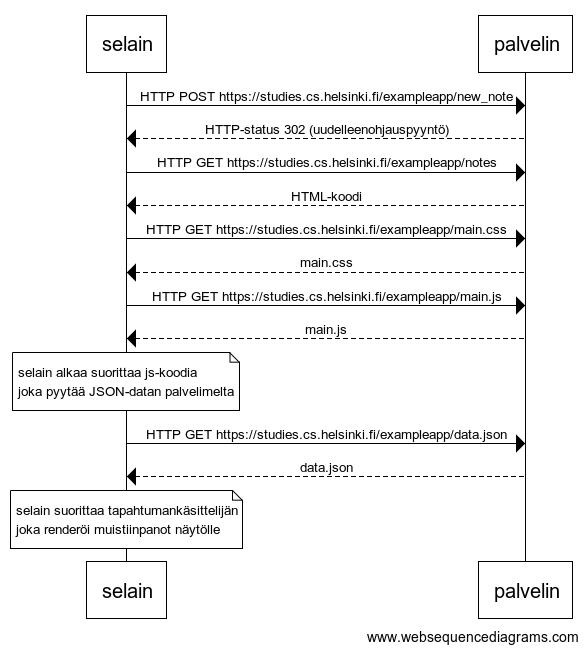 selain
palvelin
HTTP POST https://studies.cs.helsinki.fi/exampleapp/new_note
HTTP-status 302 (uudelleenohjauspyyntö)
HTTP GET https://studies.cs.helsinki.fi/exampleapp/notes
HTML-koodi
HTTP GET https://studies.cs.helsinki.fi/exampleapp/main.css
main.css
HTTP GET https://studies.cs.helsinki.fi/exampleapp/main.js
main.js
selain alkaa suorittaa js-koodia
joka pyytää JSON-datan palvelimelta
HTTP GET https://studies.cs.helsinki.fi/exampleapp/data.json
data.json
selain suorittaa tapahtumankäsittelijän
joka renderöi muistiinpanot näytölle
selain
palvelin
www.websequencediagrams.com